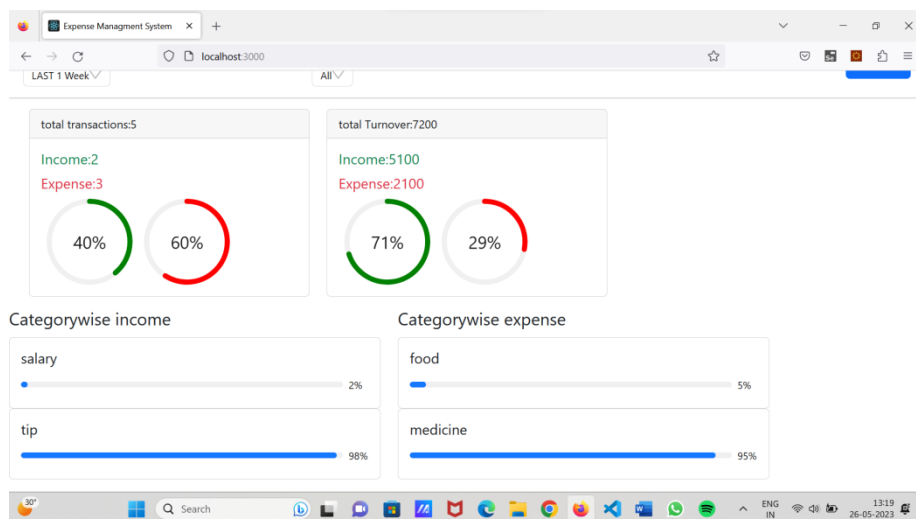 Expense Managment System
localhost:3000
LAST 1 Week
All
total transactions:5
Income:2
Expense:3
40%
60%
total Turnover:7200
Income:5100
Expense:2100
71%
29%
Categorywise income
salary
2%
tip
98%
Categorywise expense
food
5%
medicine
95%
30°
Search
ENG
IN
13:19
26-05-2023